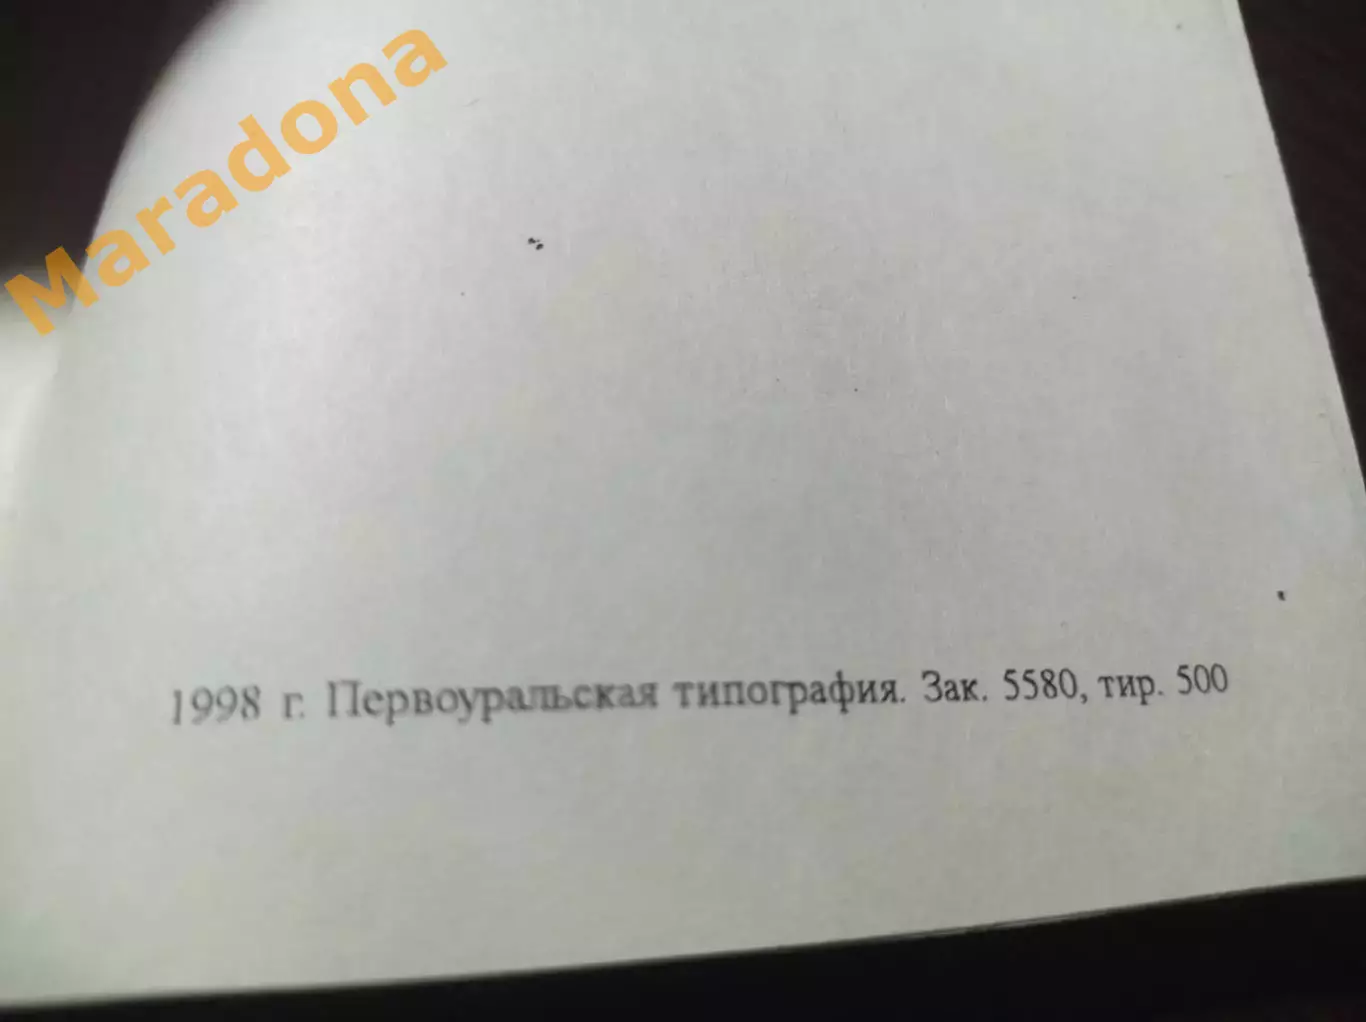 Maradona
1998 г. Первоуральская типография. Зак. 5580, тир. 500